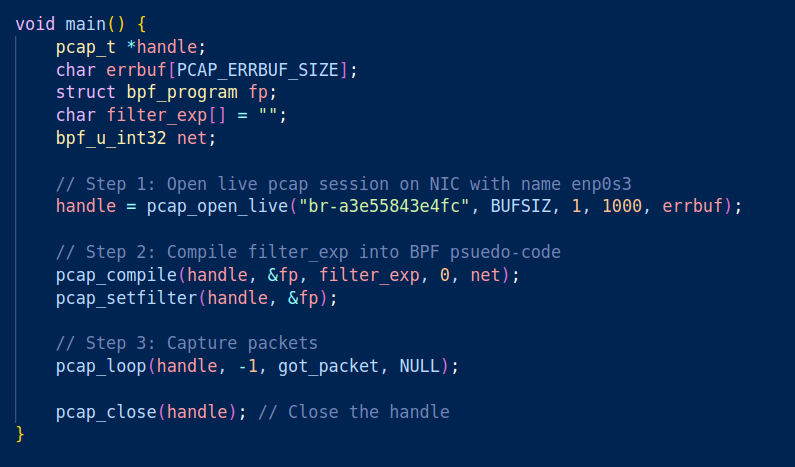 void main() {
    pcap_t *handle;
    char errbuf[PCAP_ERRBUF_SIZE];
    struct bpf_program fp;
    char filter_exp[] = "";
    bpf_u_int32 net;

    // Step 1: Open live pcap session on NIC with name enp0s3
    handle = pcap_open_live("br-a3e55843e4fc", BUFSIZ, 1, 1000, errbuf);

    // Step 2: Compile filter_exp into BPF psuedo-code
    pcap_compile(handle, &fp, filter_exp, 0, net);
    pcap_setfilter(handle, &fp);

    // Step 3: Capture packets
    pcap_loop(handle, -1, got_packet, NULL);

    pcap_close(handle); // Close the handle
}